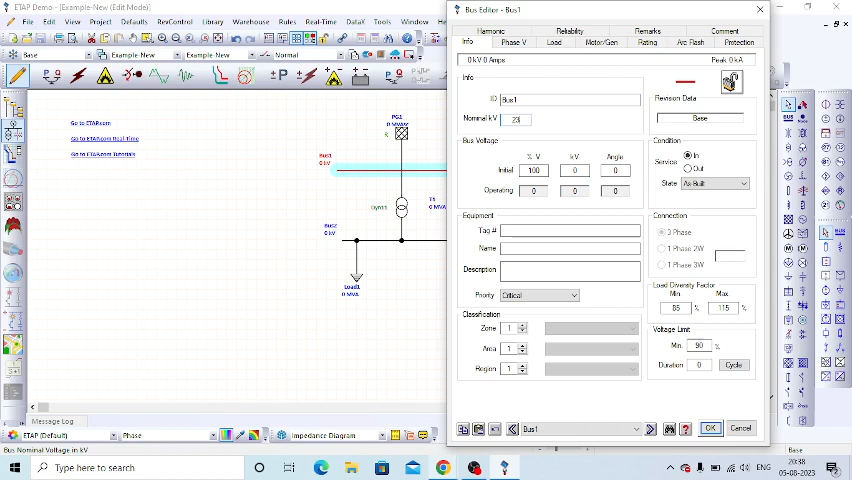 ETAP Demo - Example-New (Edit Mode)
File Edit View Project Defaults RevControl Library Warehouse Rules Real-Time DataX Tools Window
Base
Example-New
Example-New
Normal
Go to ETAP.com
Go to ETAP.com Real-Time
Go to ETAP.com Tutorials
PG1
0 MVAsc
R
Bus1
0 kV
Dyn11
T5
0 MVA
Bus2
0 kV
Load1
0 MVA
Message Log
ETAP (Default)
Phase
Impedance Diagram
Bus Nominal Voltage in kV
Bus Editor - Bus1
Harmonic Reliability Remarks Comment
Info Phase V Load Motor/Gen Rating Arc Flash Protection
0 kV 0 Amps
Peak 0 kA
Info
ID Bus1
Nominal kV 23
Revision Data
Base
Bus Voltage
% V kV Angle
Initial 100 0 0
Operating 0 0 0
Condition
Service In
Out
State As Built
Equipment
Tag #
Name
Description
Priority Critical
Connection
3 Phase
1 Phase 2W
1 Phase 3W
Load Diversity Factor
Min Max
85 % 115 %
Classification
Zone 1
Area 1
Region 1
Voltage Limit
Min. 90 %
Duration 0 Cycle
Bus1
OK Cancel
Base
Type here to search
ENG
20:38
05-08-2023